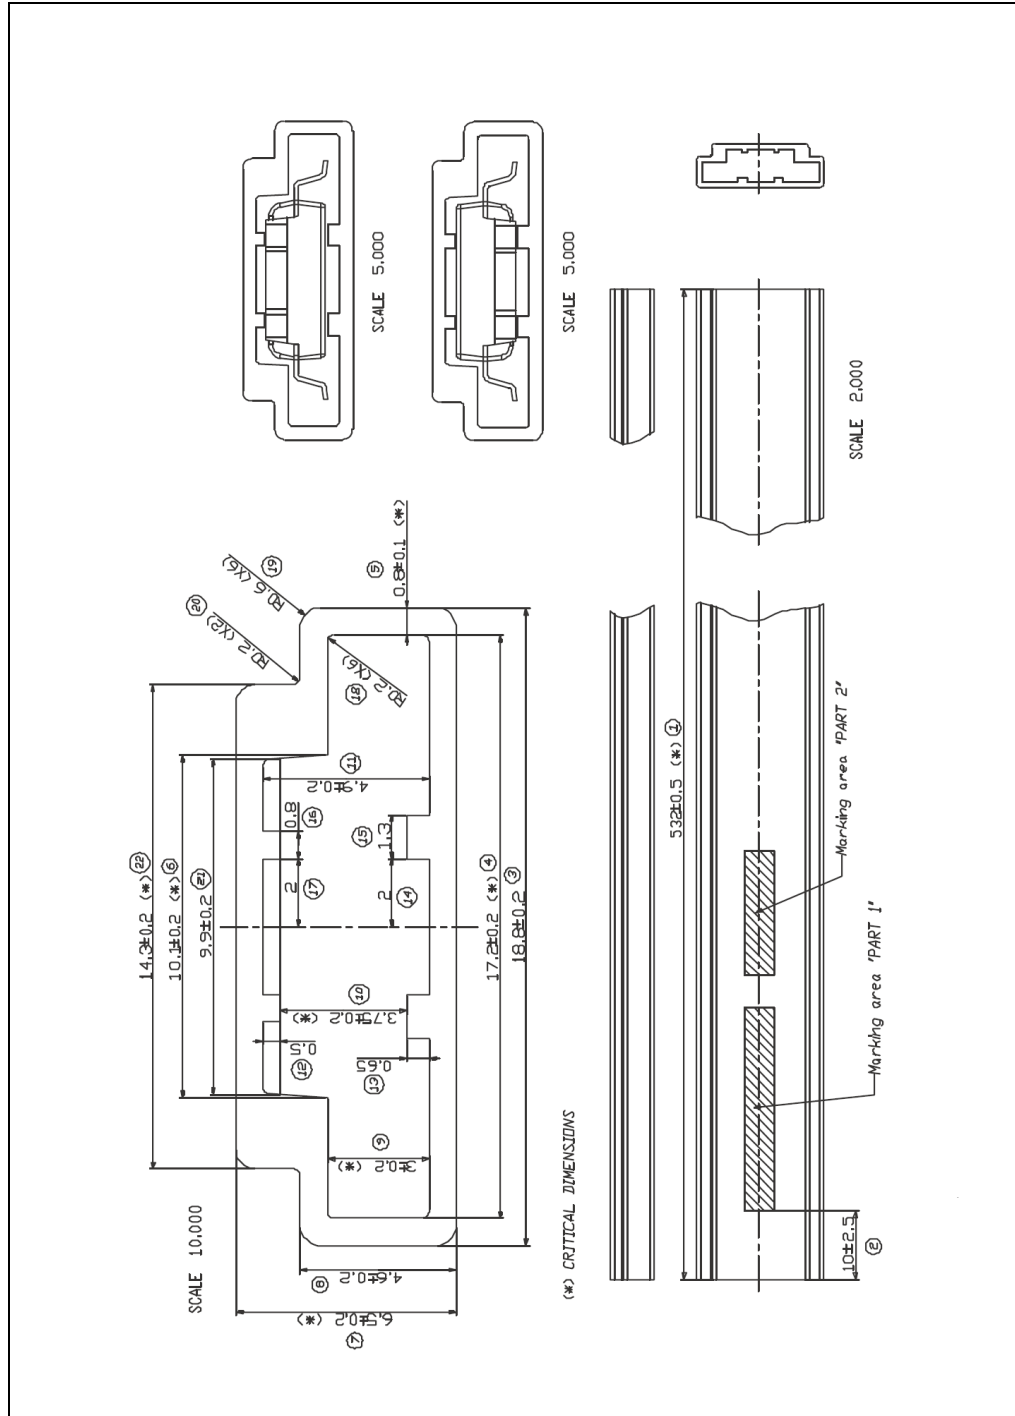 SCALE 5.000
SCALE 5.000
SCALE 2.000
SCALE 10.000
R0.6 (X6) 19
R0.2 (X2) 20
R0.2 (X6) 18
0.8±0.1 (*) 5
14.3±0.2 (*) 22
10.1±0.2 (*) 6
9.9±0.2 21
4.9±0.2 11
0.8 16
2 17
1.3 15
2 14
3.75±0.2 (*) 10
0.5 12
0.65 13
3±0.2 (*) 9
17.2±0.2 (*) 4
18.8±0.2 3
4.6±0.2 8
6.5±0.2 (*) 7
(*) CRITICAL DIMENSIONS
532±0.5 (*) 1
Marking area 'PART 2'
Marking area 'PART 1'
10±2.5 2